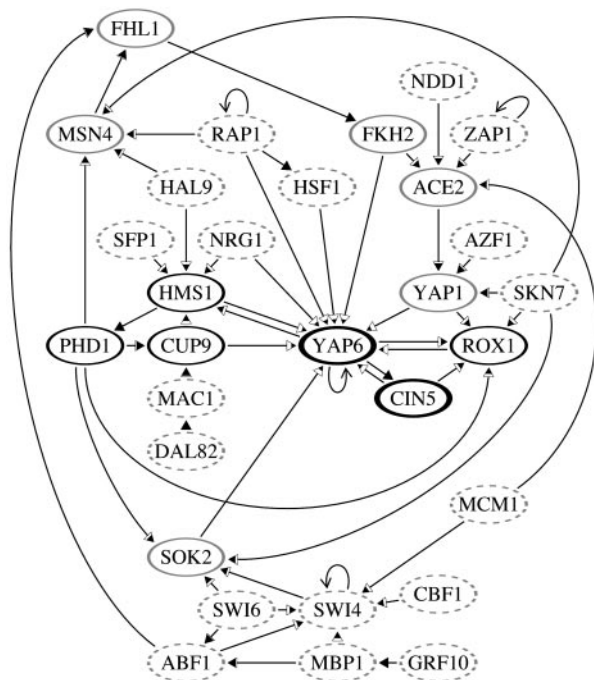 FHL1
NDD1
MSN4
RAP1
FKH2
ZAP1
HAL9
HSF1
ACE2
SFP1
NRG1
AZF1
HMS1
YAP1
SKN7
PHD1
CUP9
YAP6
ROX1
MAC1
CIN5
DAL82
MCM1
SOK2
SWI6
SWI4
CBF1
ABF1
MBP1
GRF10